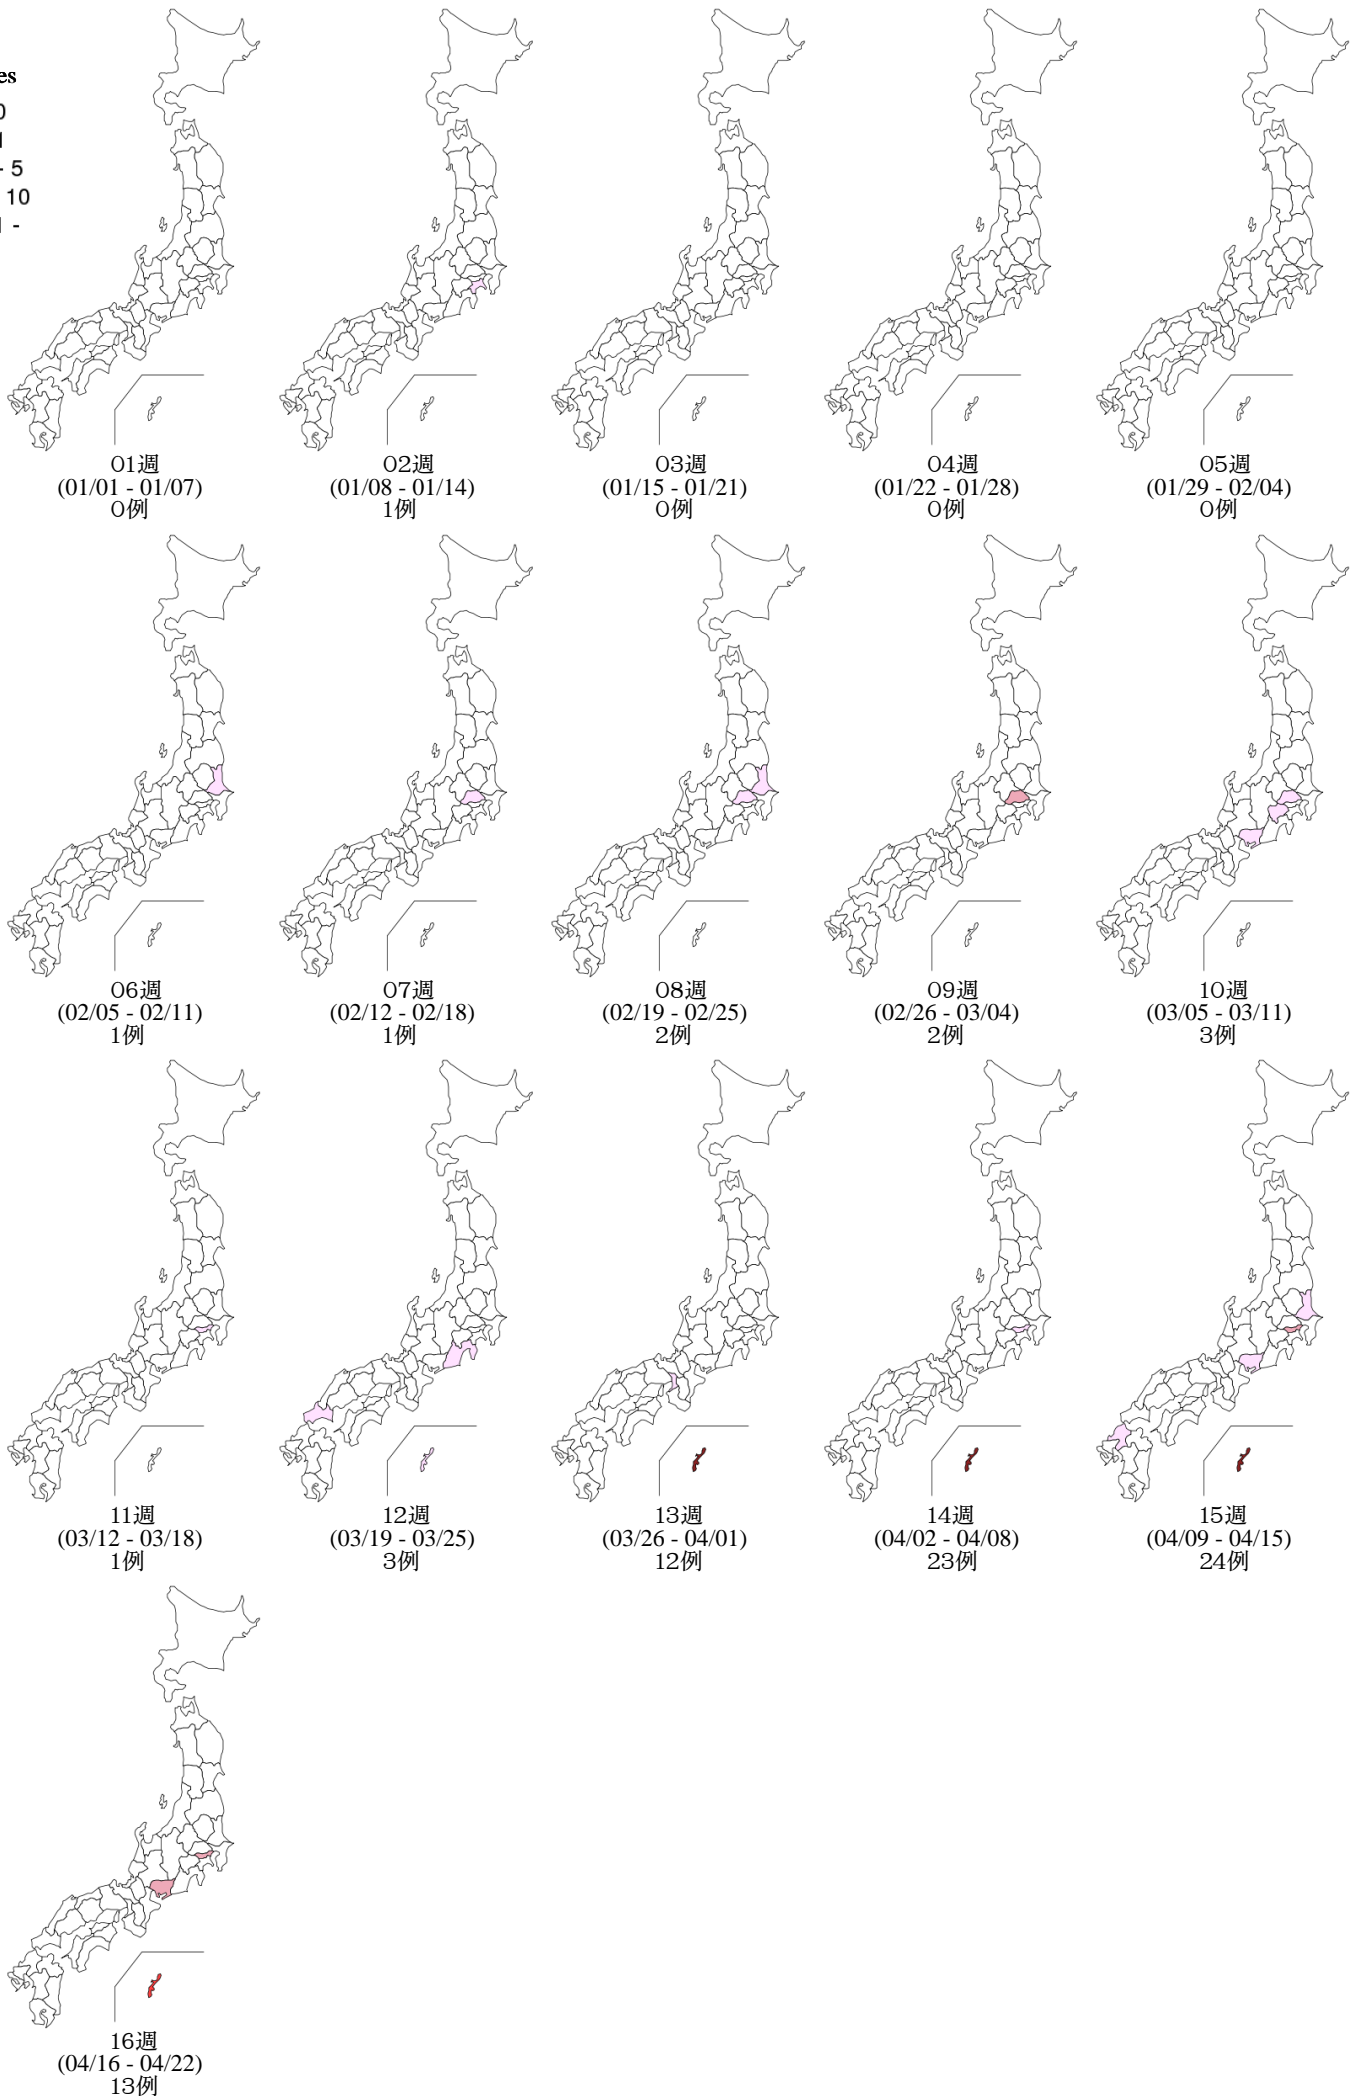 es
0
1
- 5
10
1 -
01週
(01/01 - 01/07)
0例
02週
(01/08 - 01/14)
1例
03週
(01/15 - 01/21)
0例
04週
(01/22 - 01/28)
0例
05週
(01/29 - 02/04)
0例
06週
(02/05 - 02/11)
1例
07週
(02/12 - 02/18)
1例
08週
(02/19 - 02/25)
2例
09週
(02/26 - 03/04)
2例
10週
(03/05 - 03/11)
3例
11週
(03/12 - 03/18)
1例
12週
(03/19 - 03/25)
3例
13週
(03/26 - 04/01)
12例
14週
(04/02 - 04/08)
23例
15週
(04/09 - 04/15)
24例
16週
(04/16 - 04/22)
13例